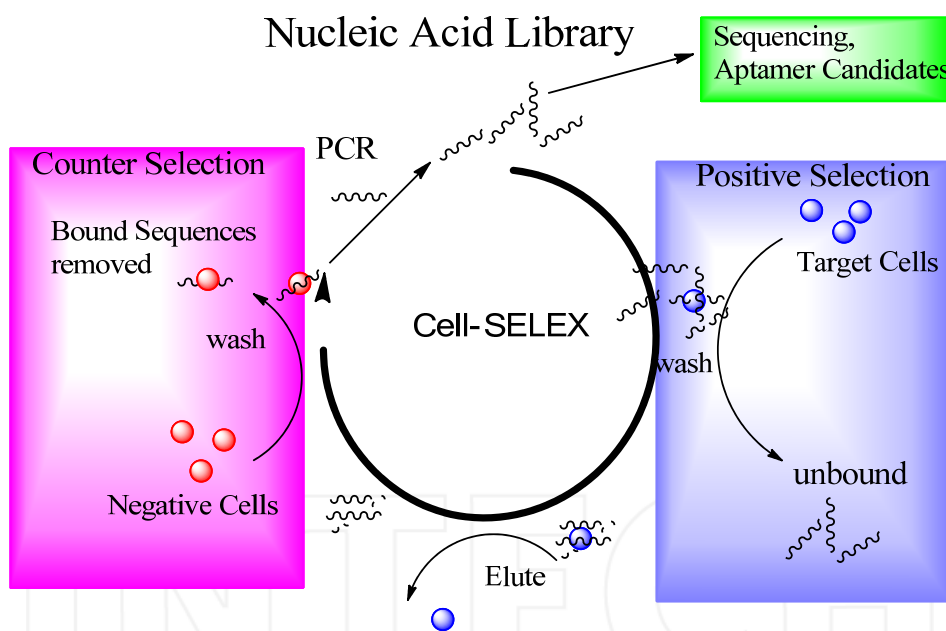 Nucleic Acid Library
Sequencing,
Aptamer Candidates
PCR
Counter Selection
Bound Sequences
removed
wash
Negative Cells
Cell-SELEX
Positive Selection
Target Cells
wash
unbound
Elute
INTECH